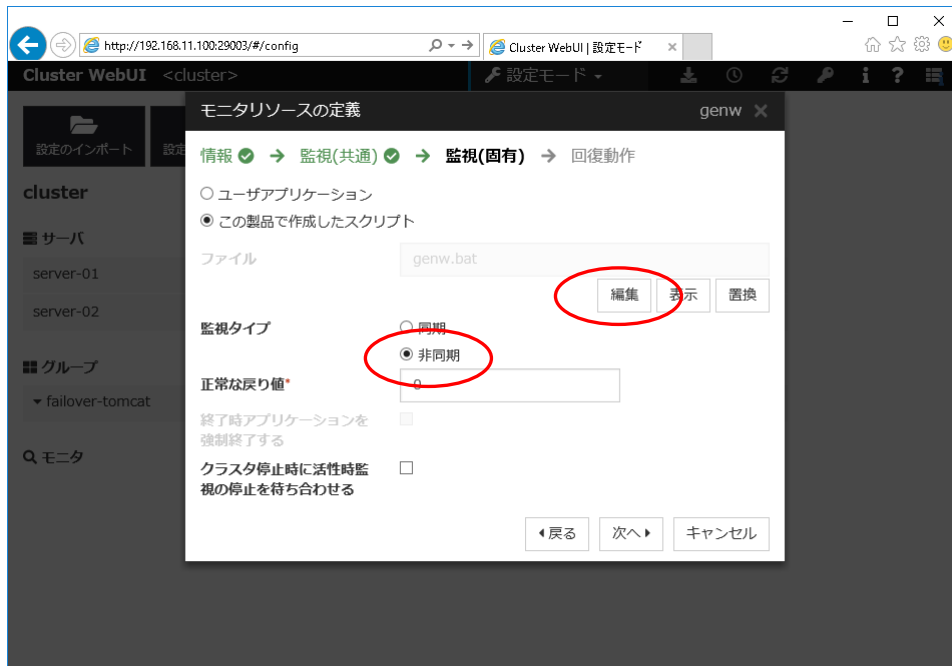 http://192.168.11.100:29003/#/config
Cluster WebUI | 設定モード
Cluster WebUI <cluster>
設定モード
設定のインポート
設定
cluster
サーバ
server-01
server-02
グループ
failover-tomcat
モニタ
モニタリソースの定義
genw
情報 → 監視(共通) → 監視(固有) → 回復動作
ユーザアプリケーション
この製品で作成したスクリプト
ファイル
genw.bat
編集 表示 置換
監視タイプ
同期
非同期
正常な戻り値*
0
終了時アプリケーションを
強制終了する
クラスタ停止時に活性時監
視の停止を待ち合わせる
戻る 次へ キャンセル